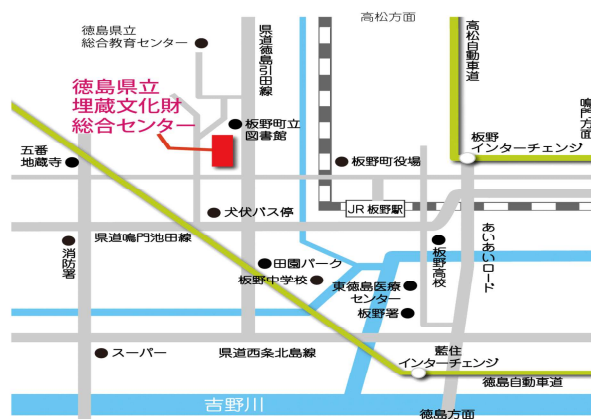 高松方面
徳島県立
総合教育センター
県道徳島引田線
高松自動車道
鳴門方面
徳島県立
埋蔵文化財
総合センター
板野町立
図書館
板野
インターチェンジ
五番
地蔵寺
板野町役場
JR 板野駅
犬伏バス停
県道鳴門池田線
消防署
あいあいロード
板野高校
田園パーク
板野中学校
東徳島医療
センター
板野署
スーパー
県道西条北島線
藍住
インターチェンジ
徳島自動車道
吉野川
徳島方面